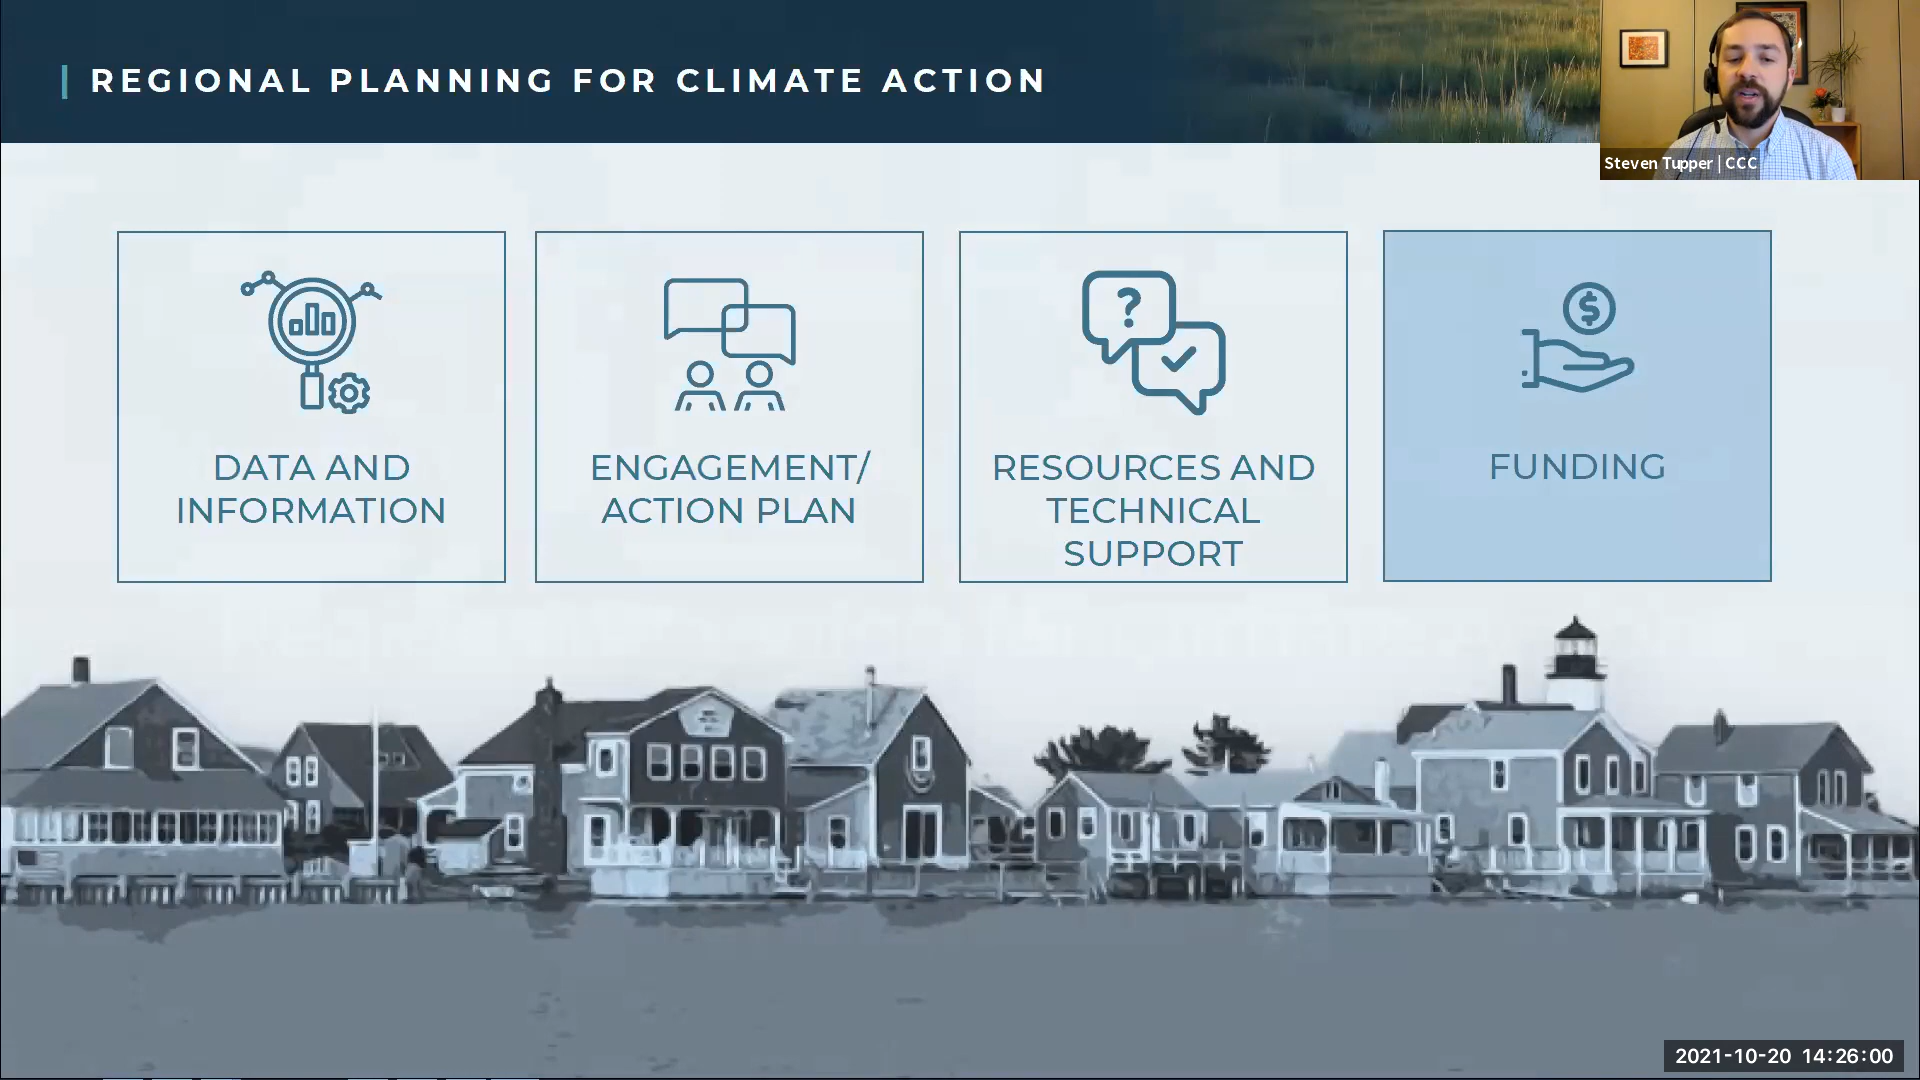 | REGIONAL PLANNING FOR CLIMATE ACTION
Steven Tupper | CCC
DATA AND
INFORMATION
ENGAGEMENT/
ACTION PLAN
?
RESOURCES AND
TECHNICAL
SUPPORT
$
FUNDING
2021-10-20 14:26:00